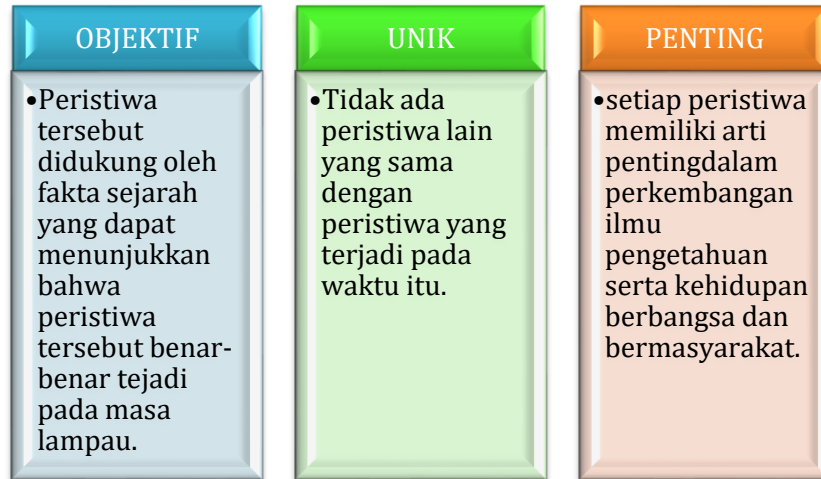 OBJEKTIF
•Peristiwa
tersebut
didukung oleh
fakta sejarah
yang dapat
menunjukkan
bahwa
peristiwa
tersebut benar-
benar tejadi
pada masa
lampau.
UNIK
•Tidak ada
peristiwa lain
yang sama
dengan
peristiwa yang
terjadi pada
waktu itu.
PENTING
•setiap peristiwa
memiliki arti
pentingdalam
perkembangan
ilmu
pengetahuan
serta kehidupan
berbangsa dan
bermasyarakat.